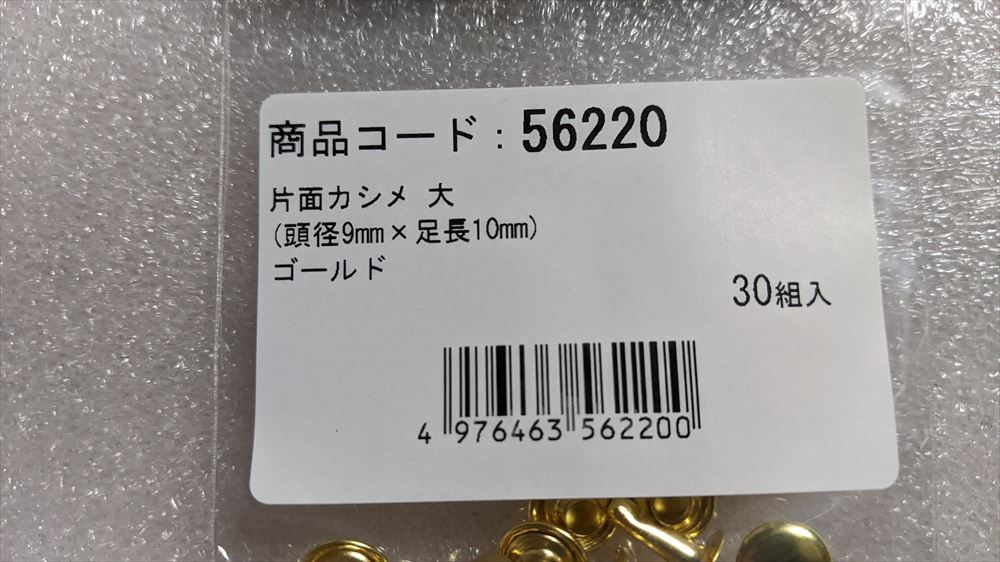 商品コード：56220
片面カシメ 大
(頭径9mm×足長10mm)
ゴールド
30組入
4 976463 562200